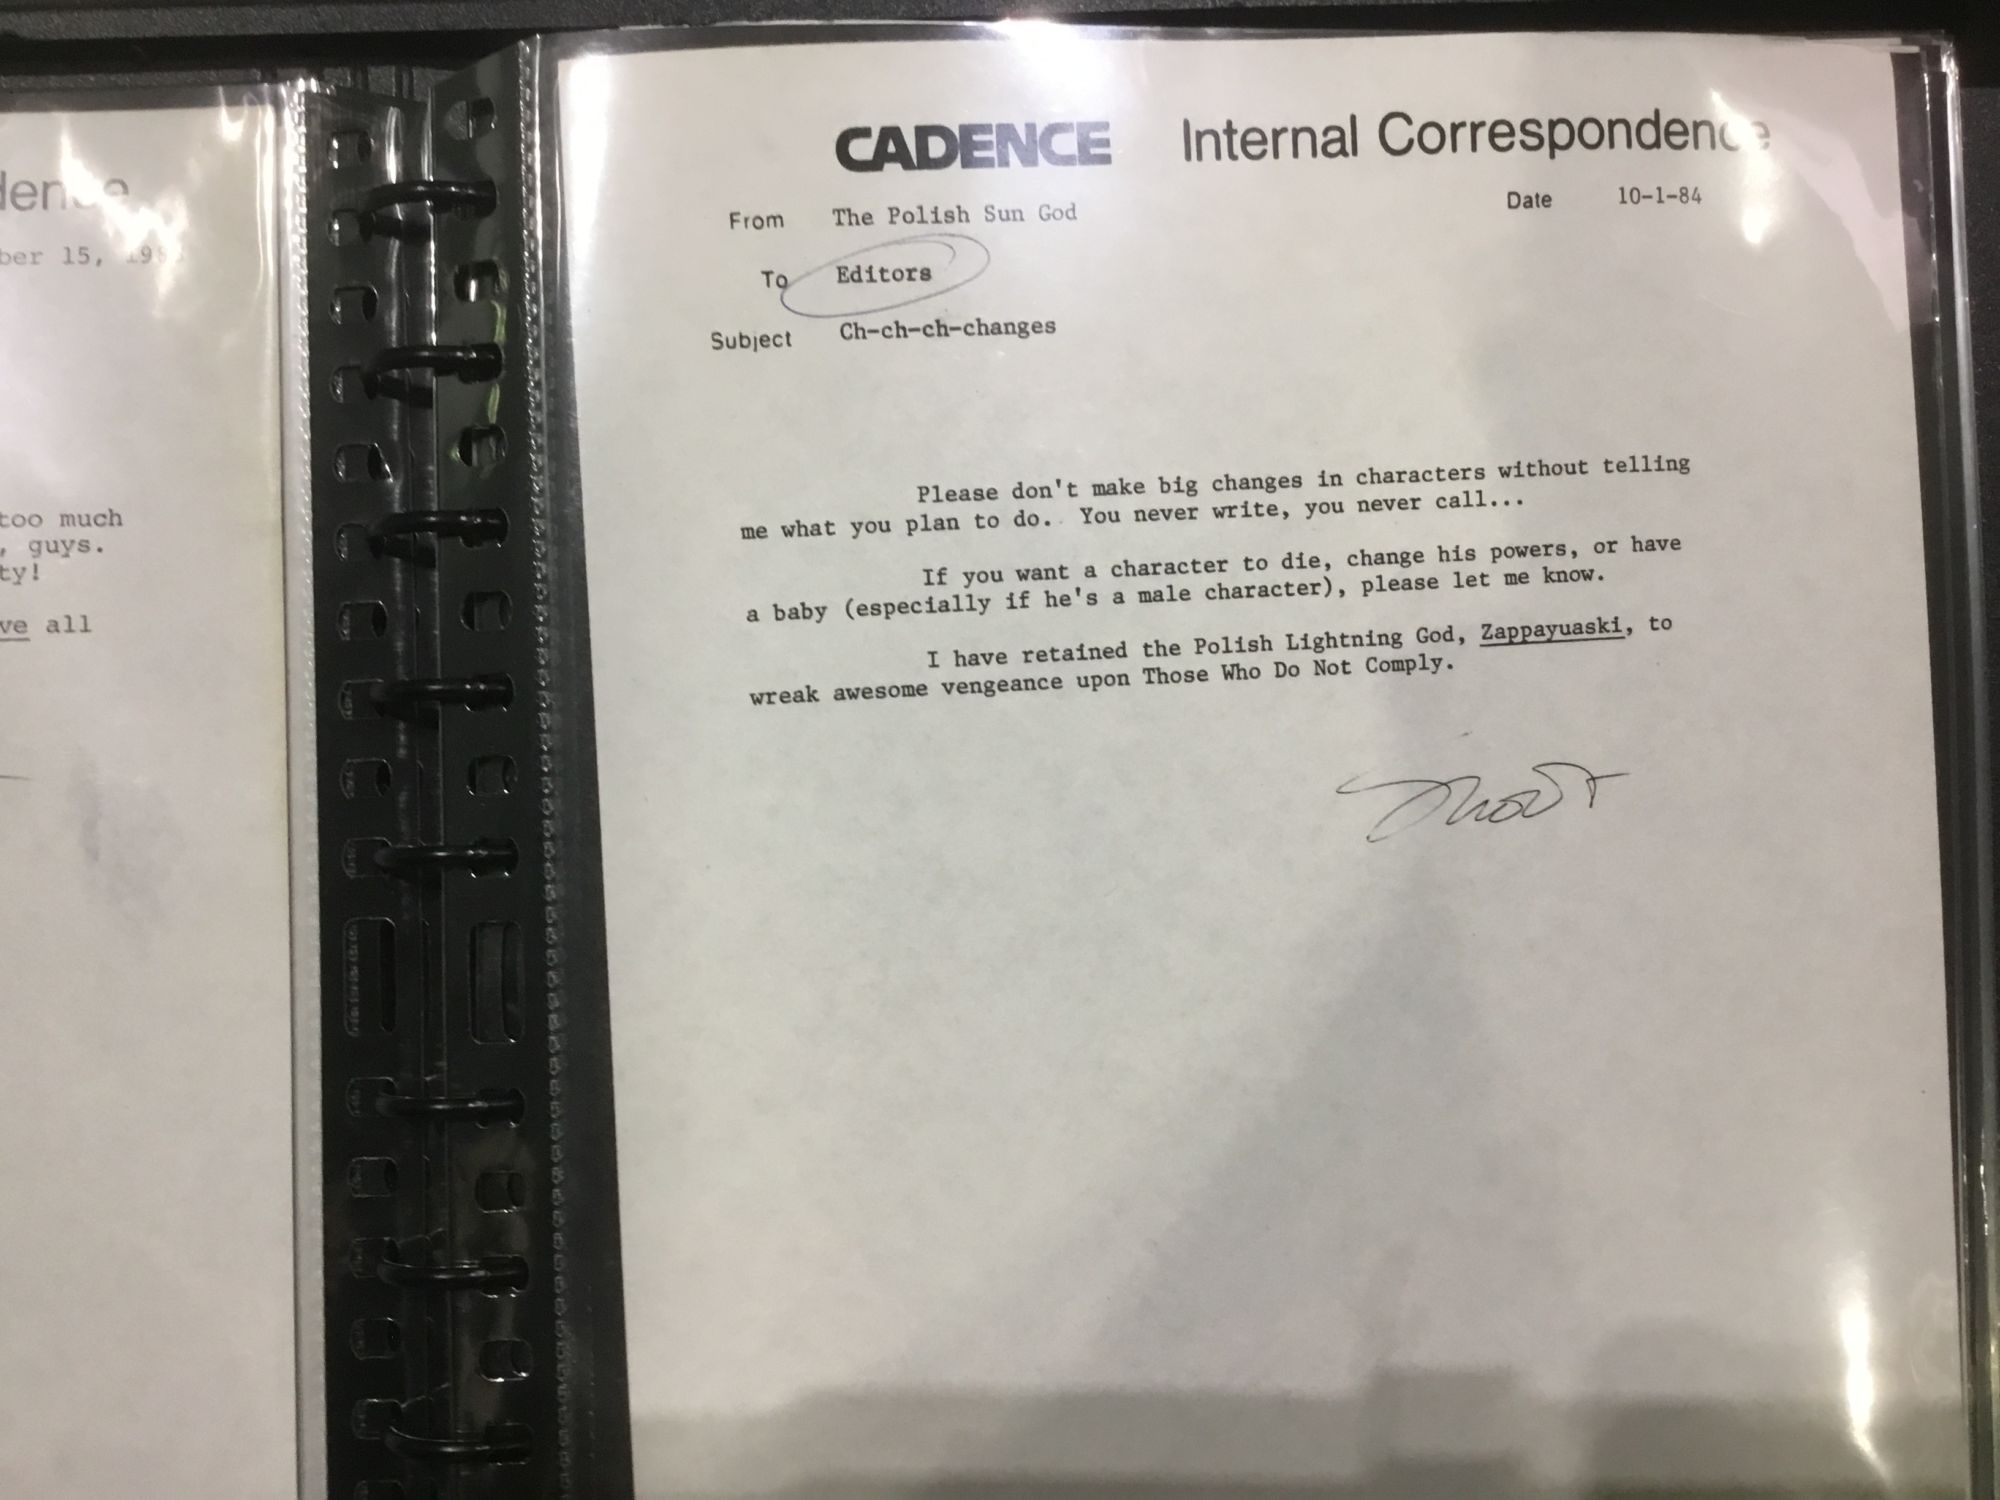 ber 15, 198
too much
, guys.
ty!
ve all
CADENCE Internal Correspondence
Date 10-1-84
From The Polish Sun God
To Editors
Subject Ch-ch-ch-changes
Please don't make big changes in characters without telling
me what you plan to do. You never write, you never call...
If you want a character to die, change his powers, or have
a baby (especially if he's a male character), please let me know.
I have retained the Polish Lightning God, Zappayuaski, to
wreak awesome vengeance upon Those Who Do Not Comply.
Shooter